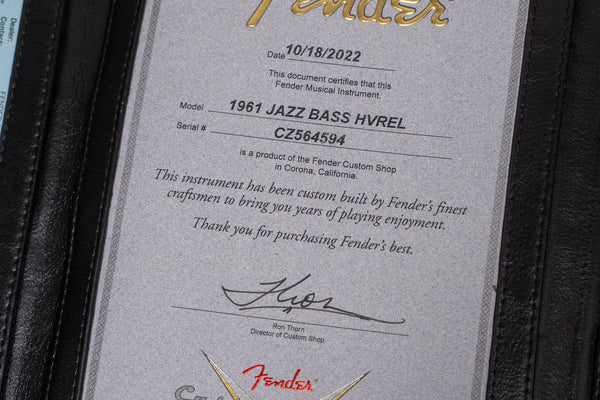 Fender
Date 10/18/2022
This document certifies that this
Fender Musical Instrument.
Model 1961 JAZZ BASS HVREL
Serial # CZ564594
is a product of the Fender Custom Shop
in Corona, California.
This instrument has been custom built by Fender's finest
craftsmen to bring you years of playing enjoyment.
Thank you for purchasing Fender's best.
Ron Thorn
Director of Custom Shop
Fender
Dealer:
Contact: